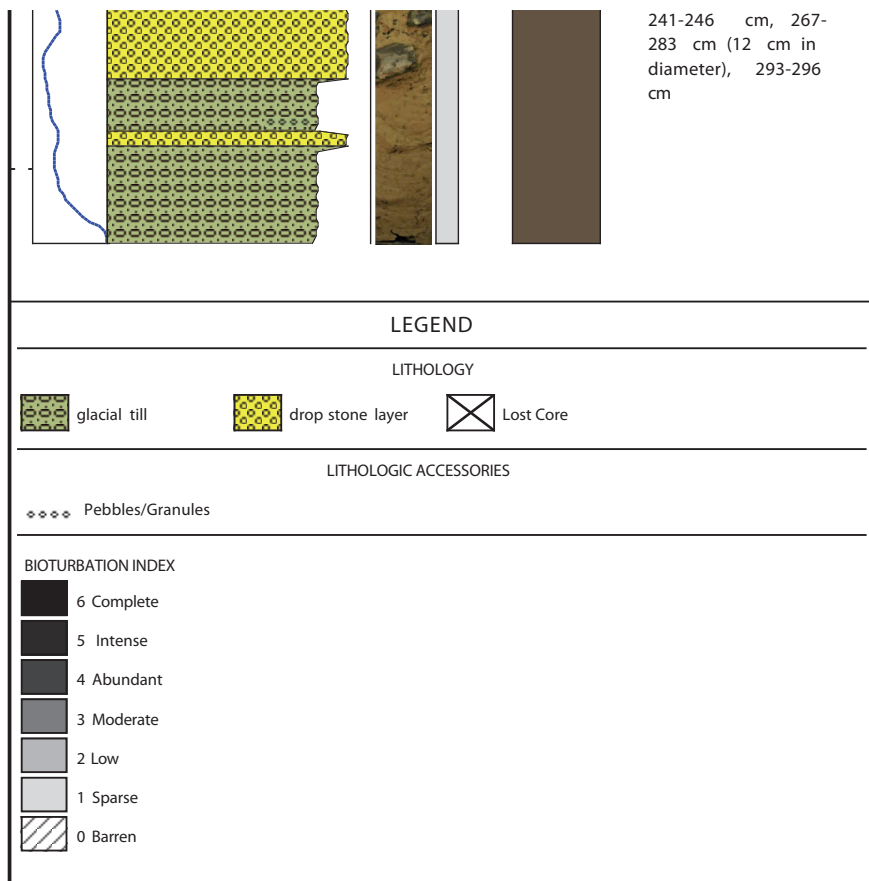 241-246 cm, 267-
283 cm (12 cm in
diameter), 293-296
cm
LEGEND
LITHOLOGY
glacial till
drop stone layer
Lost Core
LITHOLOGIC ACCESSORIES
Pebbles/Granules
BIOTURBATION INDEX
6 Complete
5 Intense
4 Abundant
3 Moderate
2 Low
1 Sparse
0 Barren